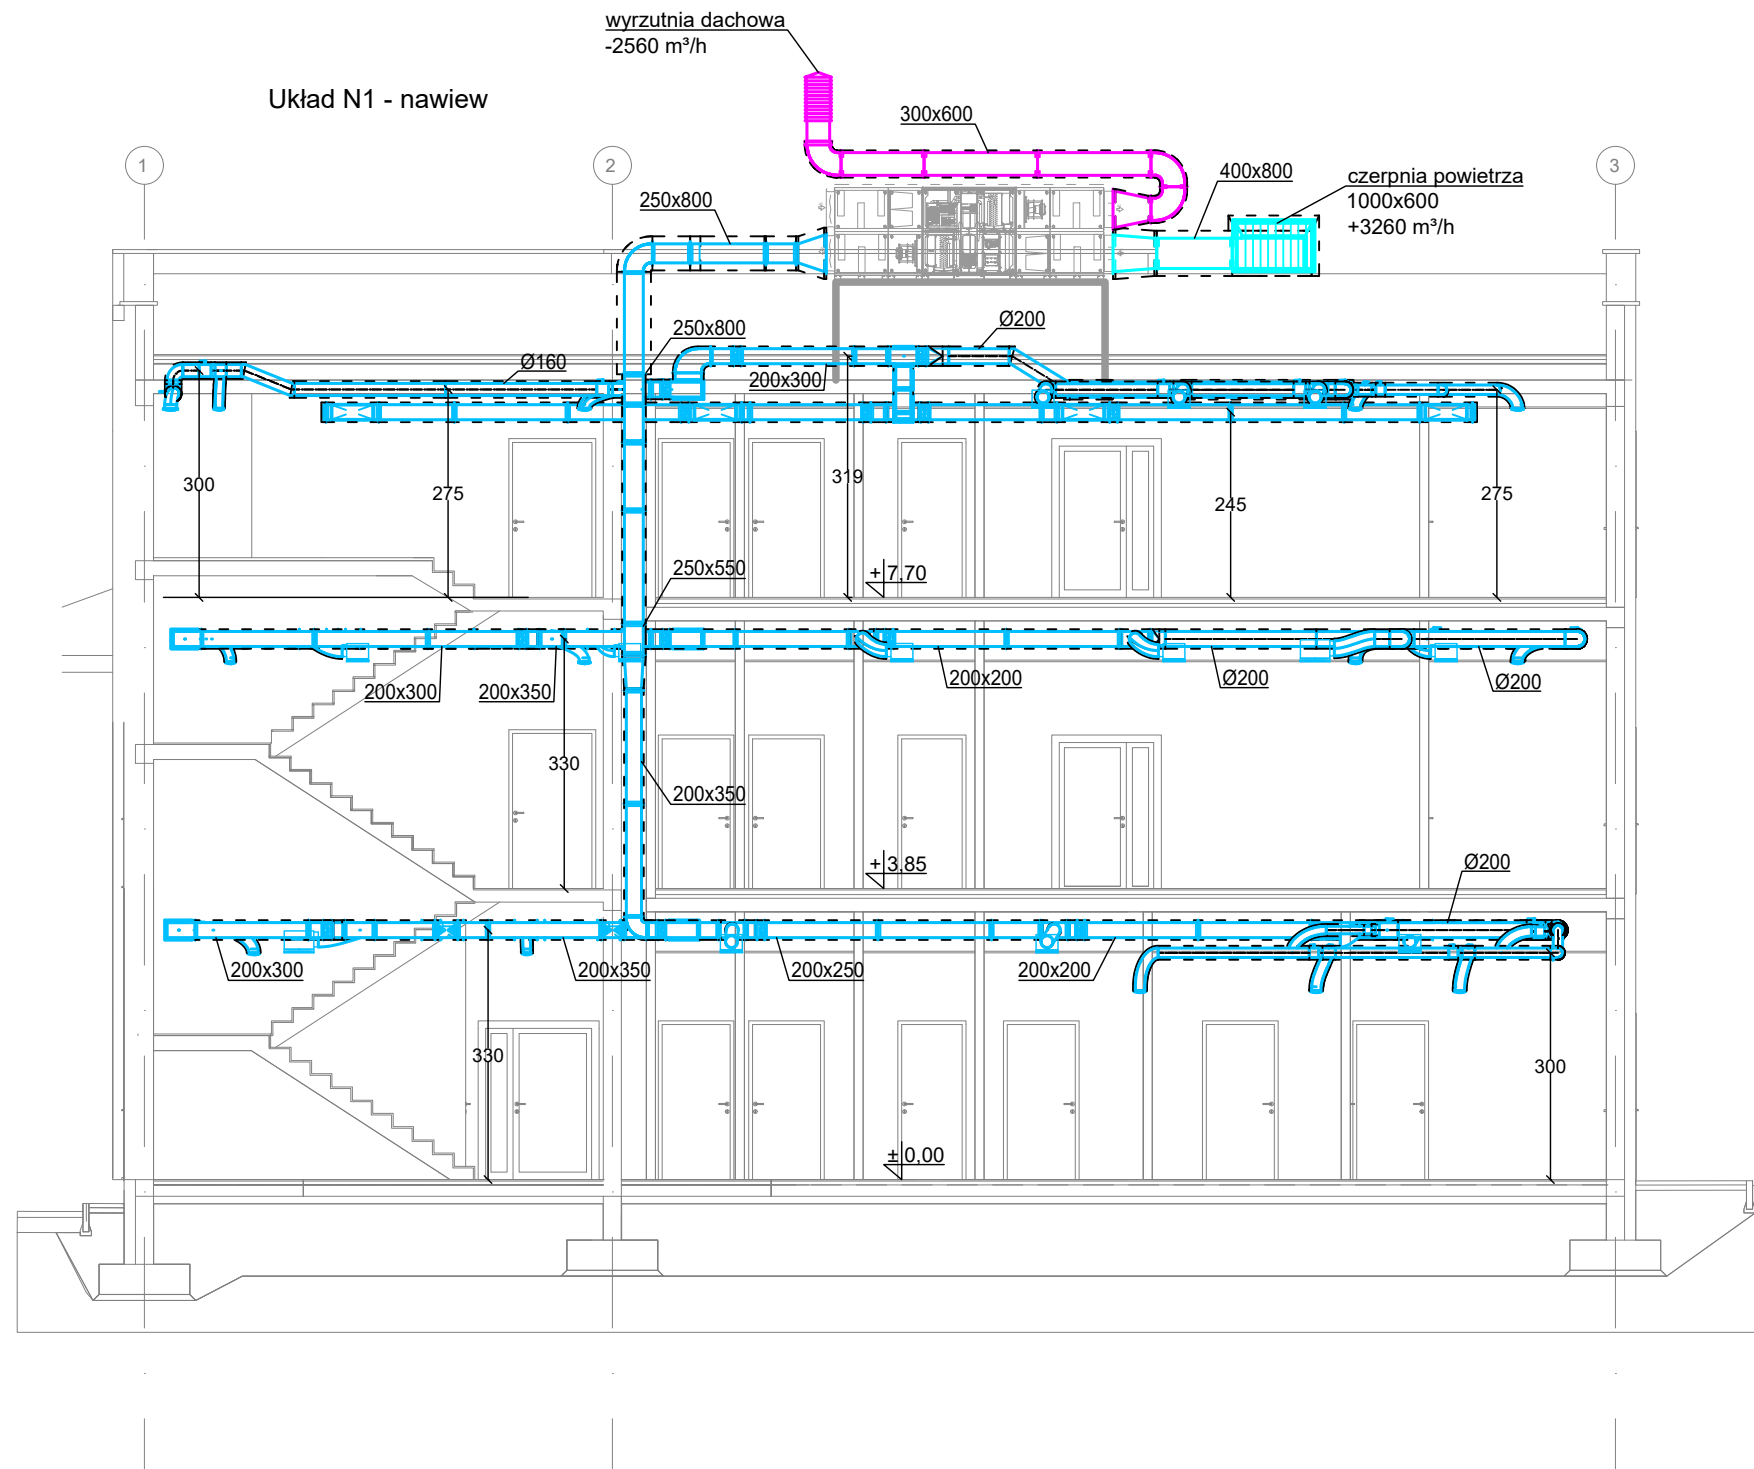 wyrzutnia dachowa
-2560 m³/h
Układ N1 - nawiew
300x600
1
2
3
400x800
czerpnia powietrza
1000x600
+3260 m³/h
250x800
250x800
Ø200
Ø160
200x300
300
275
319
245
275
250x550
+7,70
200x300
200x350
200x200
Ø200
Ø200
330
200x350
+3,85
Ø200
200x300
200x350
200x250
200x200
330
300
±0,00